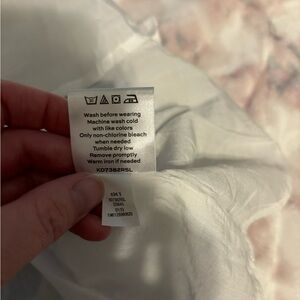 Wash before wearing
Machine wash cold
with like colors
Only non-chlorine bleach
when needed
Tumble dry low
Remove promptly
Warm iron if needed
KD7382RSL